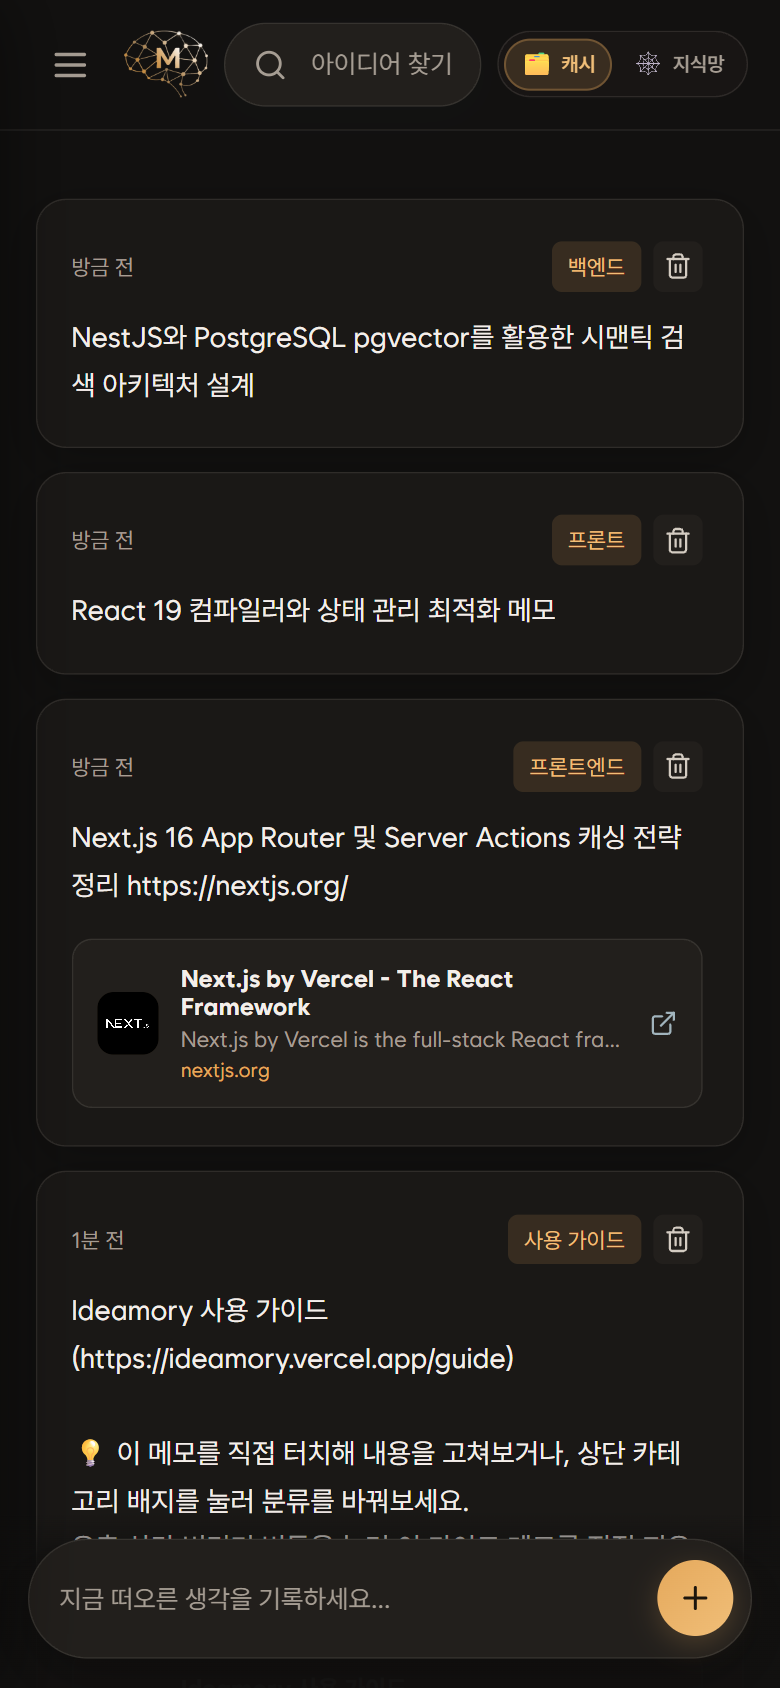 M
아이디어 찾기
캐시
지식망
방금 전
백엔드
NestJS와 PostgreSQL pgvector를 활용한 시맨틱 검
색 아키텍처 설계
방금 전
프론트
React 19 컴파일러와 상태 관리 최적화 메모
방금 전
프론트엔드
Next.js 16 App Router 및 Server Actions 캐싱 전략
정리 https://nextjs.org/
NEXT.js
Next.js by Vercel - The React
Framework
Next.js by Vercel is the full-stack React fra...
nextjs.org
1분 전
사용 가이드
Ideamory 사용 가이드
(https://ideamory.vercel.app/guide)
💡 이 메모를 직접 터치해 내용을 고쳐보거나, 상단 카테
고리 배지를 눌러 분류를 바꿔보세요.
지금 떠오른 생각을 기록하세요...